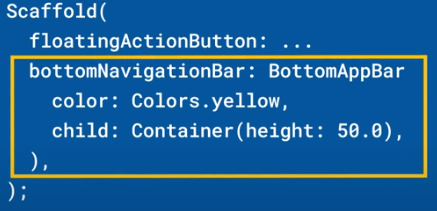 Scaffold(
floatingActionButton: ...
bottomNavigationBar: BottomAppBar
color: Colors.yellow,
child: Container(height: 50.0),
),
);